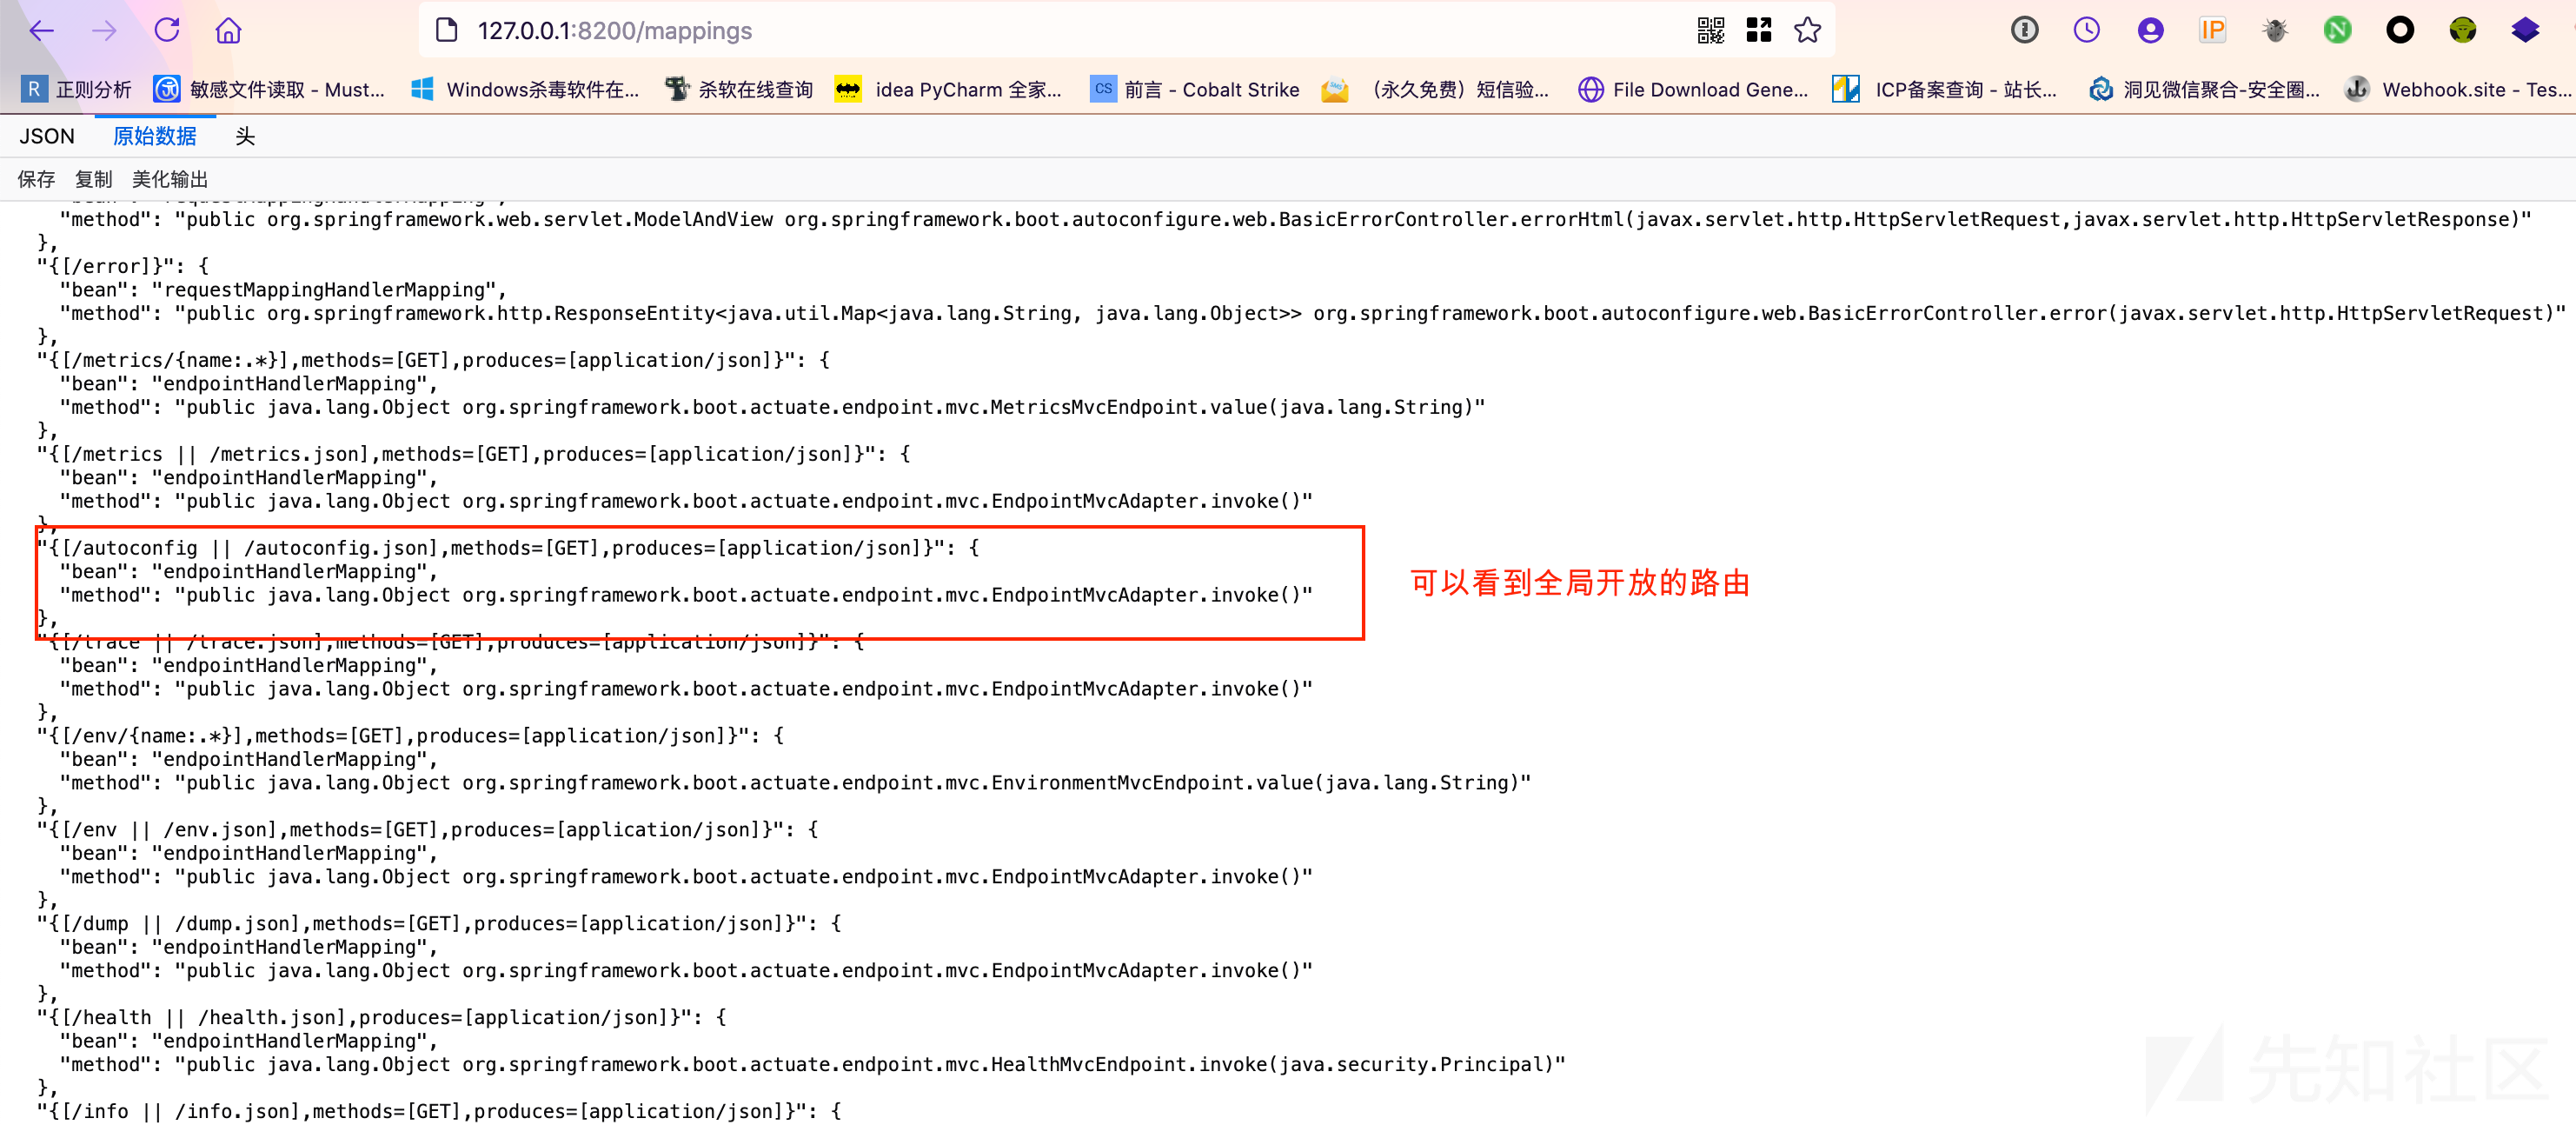 127.0.0.1:8200/mappings
IP
N
R 正则分析
敏感文件读取 - Must...
Windows杀毒软件在...
杀软在线查询
idea PyCharm 全家...
CS 前言 - Cobalt Strike
（永久免费）短信验...
File Download Gene...
ICP备案查询 - 站长...
洞见微信聚合-安全圈...
Webhook.site - Tes...
JSON 原始数据 头
保存 复制 美化输出
"bean": "requestMappingHandlerMapping",
"method": "public org.springframework.web.servlet.ModelAndView org.springframework.boot.autoconfigure.web.BasicErrorController.errorHtml(javax.servlet.http.HttpServletRequest,javax.servlet.http.HttpServletResponse)"
},
"{[/error]}": {
"bean": "requestMappingHandlerMapping",
"method": "public org.springframework.http.ResponseEntity<java.util.Map<java.lang.String, java.lang.Object>> org.springframework.boot.autoconfigure.web.BasicErrorController.error(javax.servlet.http.HttpServletRequest)"
},
"{[/metrics/{name:.*}],methods=[GET],produces=[application/json]}": {
"bean": "endpointHandlerMapping",
"method": "public java.lang.Object org.springframework.boot.actuate.endpoint.mvc.MetricsMvcEndpoint.value(java.lang.String)"
},
"{[/metrics || /metrics.json],methods=[GET],produces=[application/json]}": {
"bean": "endpointHandlerMapping",
"method": "public java.lang.Object org.springframework.boot.actuate.endpoint.mvc.EndpointMvcAdapter.invoke()"
},
"{[/autoconfig || /autoconfig.json],methods=[GET],produces=[application/json]}": {
"bean": "endpointHandlerMapping",
"method": "public java.lang.Object org.springframework.boot.actuate.endpoint.mvc.EndpointMvcAdapter.invoke()"
},
可以看到全局开放的路由
"{[/trace || /trace.json],methods=[GET],produces=[application/json]}": {
"bean": "endpointHandlerMapping",
"method": "public java.lang.Object org.springframework.boot.actuate.endpoint.mvc.EndpointMvcAdapter.invoke()"
},
"{[/env/{name:.*}],methods=[GET],produces=[application/json]}": {
"bean": "endpointHandlerMapping",
"method": "public java.lang.Object org.springframework.boot.actuate.endpoint.mvc.EnvironmentMvcEndpoint.value(java.lang.String)"
},
"{[/env || /env.json],methods=[GET],produces=[application/json]}": {
"bean": "endpointHandlerMapping",
"method": "public java.lang.Object org.springframework.boot.actuate.endpoint.mvc.EndpointMvcAdapter.invoke()"
},
"{[/dump || /dump.json],methods=[GET],produces=[application/json]}": {
"bean": "endpointHandlerMapping",
"method": "public java.lang.Object org.springframework.boot.actuate.endpoint.mvc.EndpointMvcAdapter.invoke()"
},
"{[/health || /health.json],produces=[application/json]}": {
"bean": "endpointHandlerMapping",
"method": "public java.lang.Object org.springframework.boot.actuate.endpoint.mvc.HealthMvcEndpoint.invoke(java.security.Principal)"
},
"{[/info || /info.json],methods=[GET],produces=[application/json]}": {
先知社区